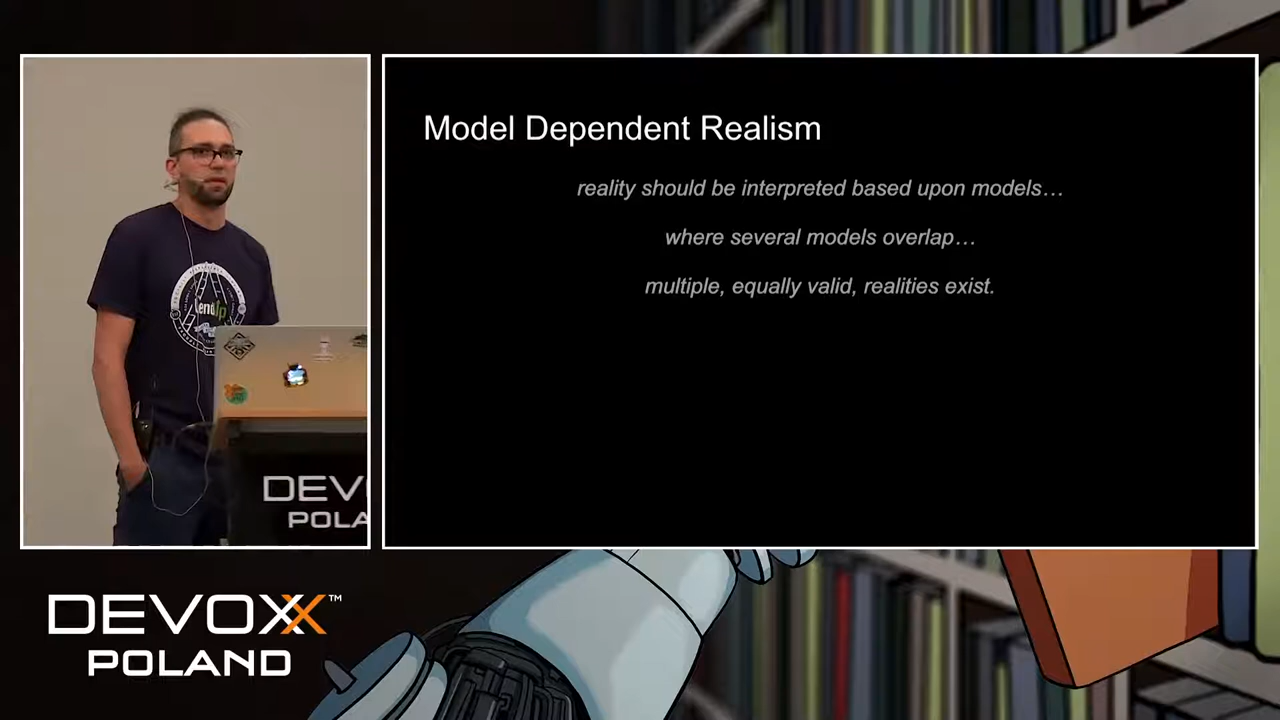 Model Dependent Realism
reality should be interpreted based upon models…
where several models overlap…
multiple, equally valid, realities exist.
DEV
POLA
DEVOXX™
POLAND